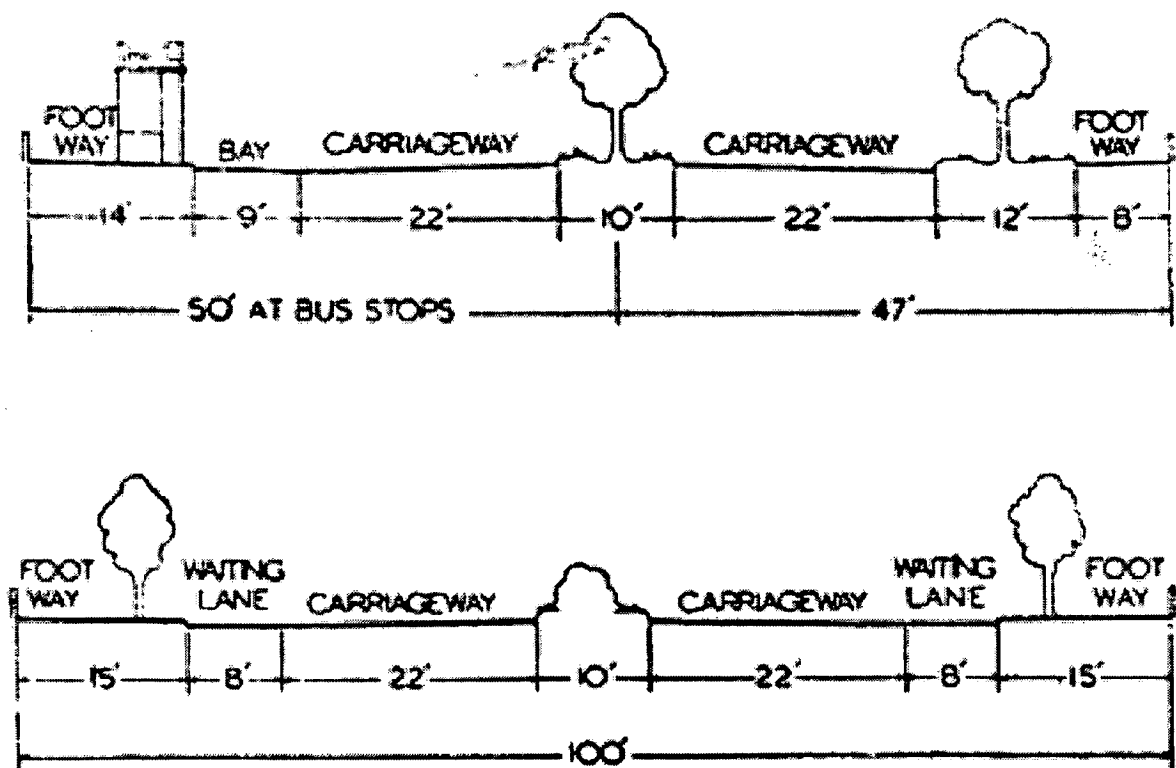 FOOT
WAY
BAY
CARRIAGEWAY
CARRIAGEWAY
FOOT
WAY
14' 9' 22' 10' 22' 12' 8'
50' AT BUS STOPS 47'
FOOT
WAY
WAITING
LANE
CARRIAGEWAY
CARRIAGEWAY
WAITING
LANE
FOOT
WAY
15' 8' 22' 10' 22' 8' 15'
100'